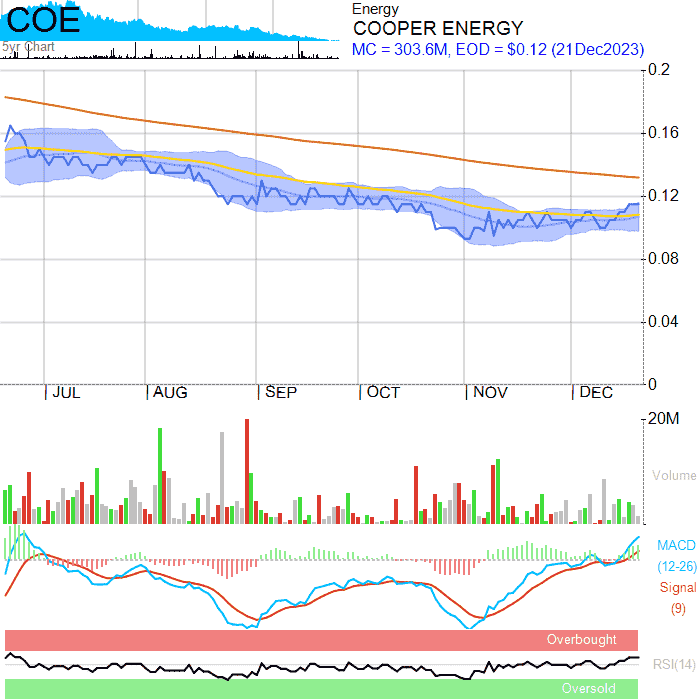 COE
5yr Chart
Energy
COOPER ENERGY
MC = 303.6M, EOD = $0.12 (21Dec2023)
0.2
0.16
0.12
0.08
0.04
0
JUL AUG SEP OCT NOV DEC
20M
Volume
MACD
(12-26)
Signal
(9)
Overbought
RSI(14)
Oversold